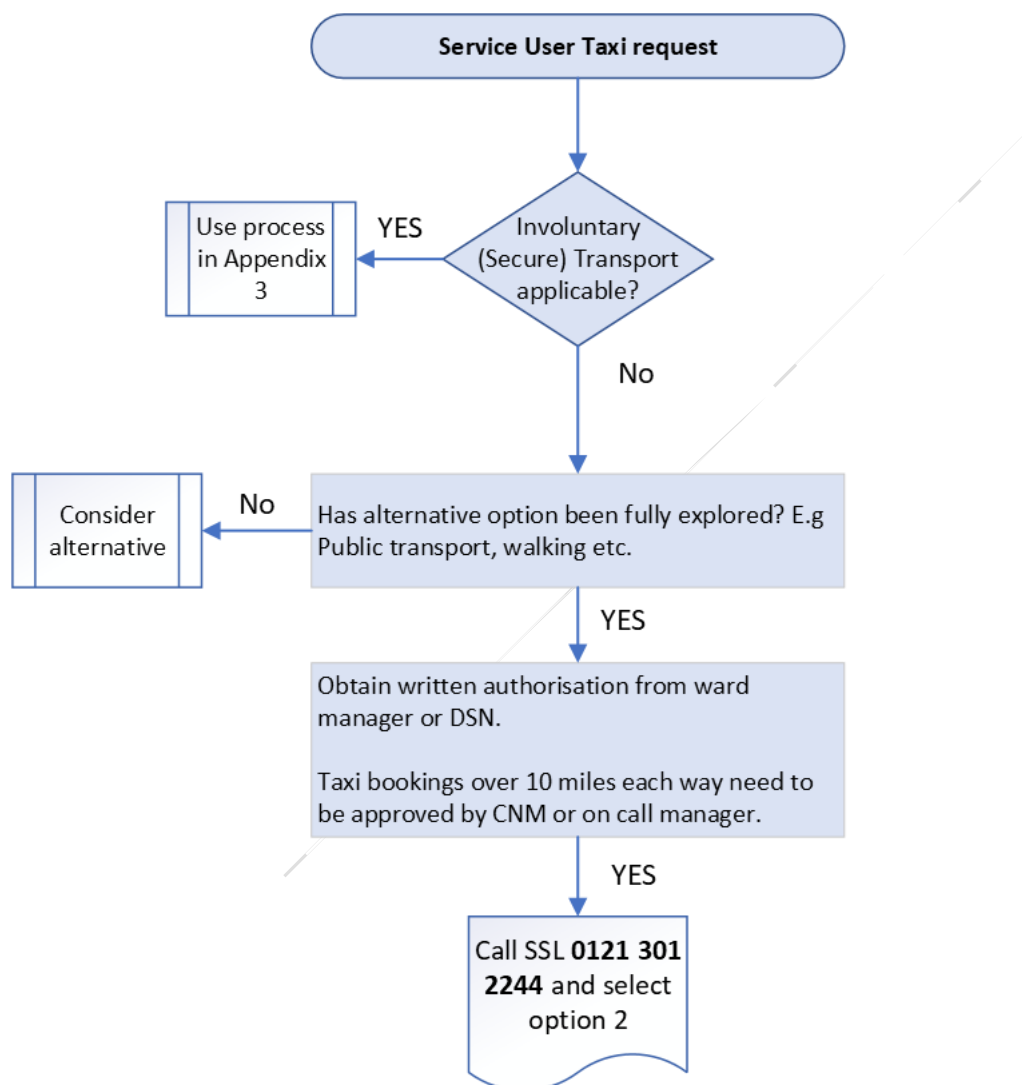 Service User Taxi request
Involuntary
(Secure) Transport
applicable?
YES
Use process
in Appendix
3
No
Has alternative option been fully explored? E.g
Public transport, walking etc.
No
Consider
alternative
YES
Obtain written authorisation from ward
manager or DSN.
Taxi bookings over 10 miles each way need to
be approved by CNM or on call manager.
YES
Call SSL 0121 301
2244 and select
option 2